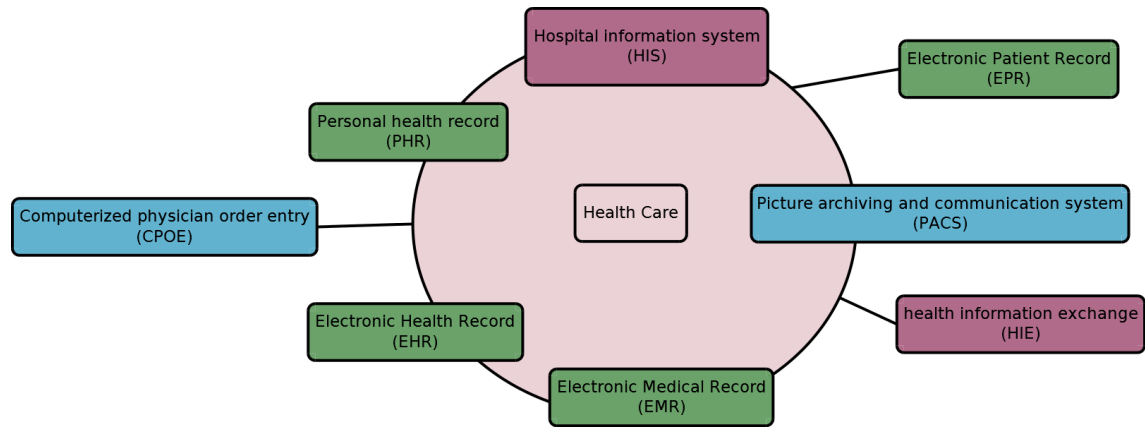 Hospital information system
(HIS)
Electronic Patient Record
(EPR)
Personal health record
(PHR)
Computerized physician order entry
(CPOE)
Health Care
Picture archiving and communication system
(PACS)
Electronic Health Record
(EHR)
health information exchange
(HIE)
Electronic Medical Record
(EMR)